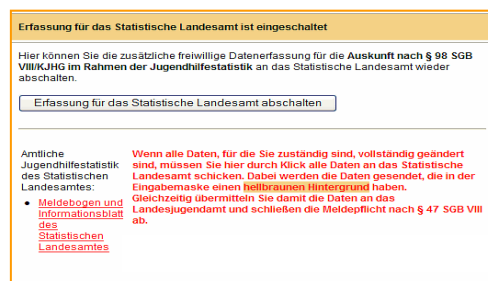 Erfassung für das Statistische Landesamt ist eingeschaltet
Hier können Sie die zusätzliche freiwillige Datenerfassung für die Auskunft nach § 98 SGB
VIII/KJHG im Rahmen der Jugendhilfestatistik an das Statistische Landesamt wieder
abschalten.
Erfassung für das Statistische Landesamt abschalten
Amtliche
Jugendhilfestatistik
des Statistischen
Landesamtes:
Meldebogen und
Informationsblatt
des
Statistischen
Landesamtes
Wenn alle Daten, für die Sie zuständig sind, vollständig geändert
sind, müssen Sie hier durch Klick alle Daten an das Statistische
Landesamt schicken. Dabei werden die Daten gesendet, die in der
Eingabemaske einen hellbraunen Hintergrund haben.
Gleichzeitig übermitteln Sie damit die Daten an das
Landesjugendamt und schließen die Meldepflicht nach § 47 SGB VIII
ab.